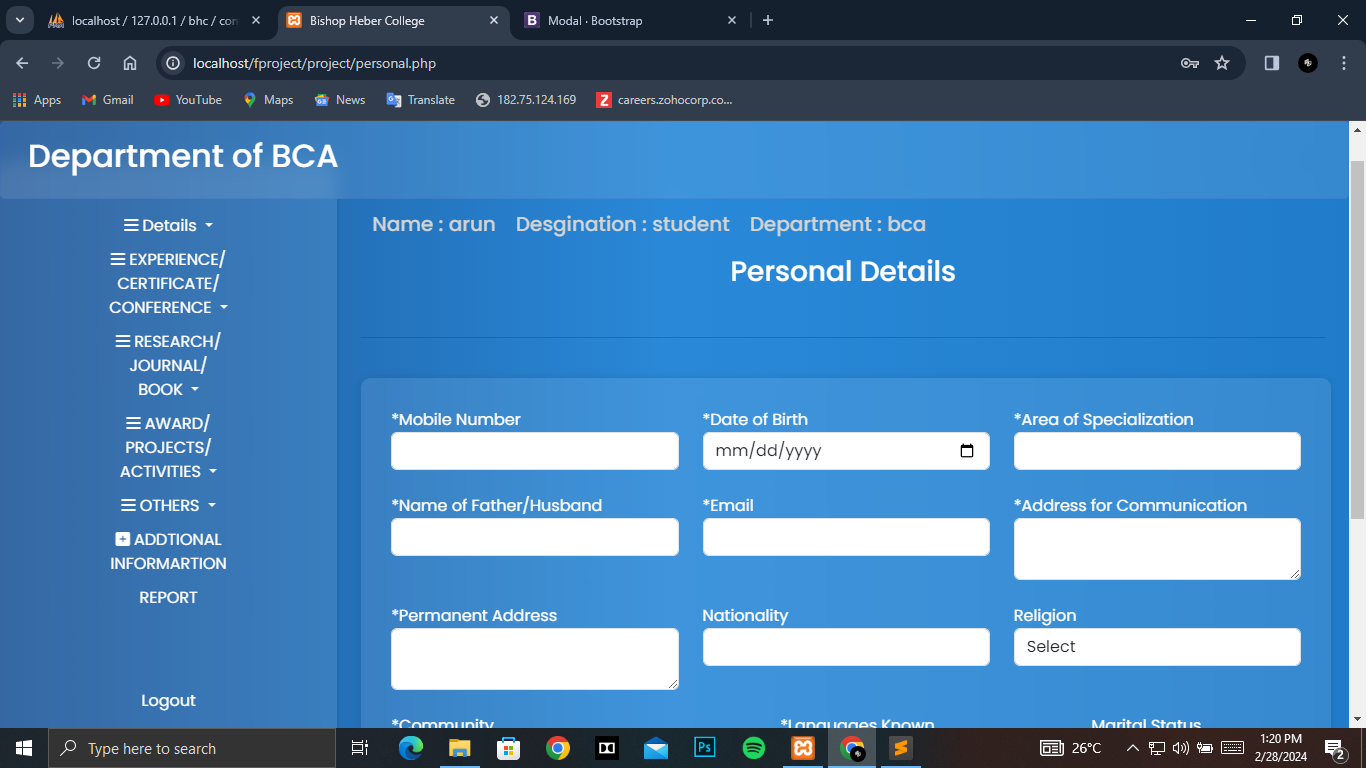 localhost / 127.0.0.1 / bhc / con
Bishop Heber College
Modal · Bootstrap
localhost/fproject/project/personal.php
Apps
Gmail
YouTube
Maps
News
Translate
182.75.124.169
careers.zohocorp.co...
Department of BCA
Details
EXPERIENCE/
CERTIFICATE/
CONFERENCE
RESEARCH/
JOURNAL/
BOOK
AWARD/
PROJECTS/
ACTIVITIES
OTHERS
ADDTIONAL
INFORMARTION
REPORT
Logout
Name : arun Desgination : student Department : bca
Personal Details
*Mobile Number
*Date of Birth
mm/dd/yyyy
*Area of Specialization
*Name of Father/Husband
*Email
*Address for Communication
*Permanent Address
Nationality
Religion
Select
*Community
*Languages Known
Marital Status
Type here to search
Ps
26°C
1:20 PM
2/28/2024
2